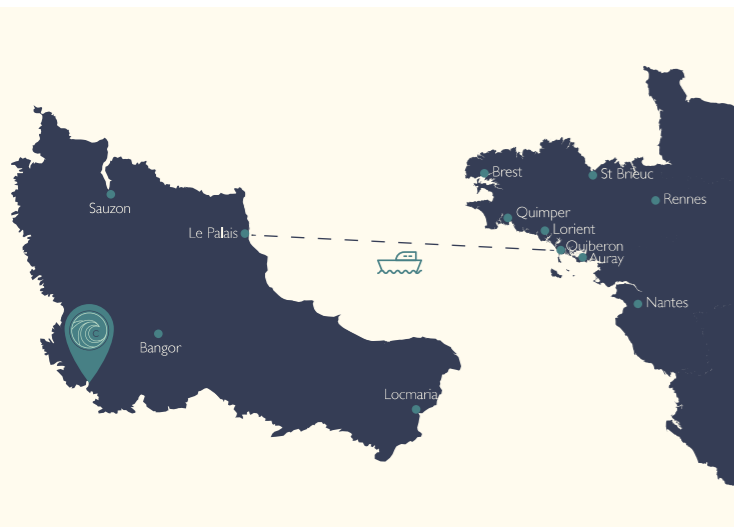 Brest
St Brieuc
Rennes
Sauzon
Quimper
Lorient
Le Palais
Quiberon
Auray
Nantes
Bangor
Locmaria